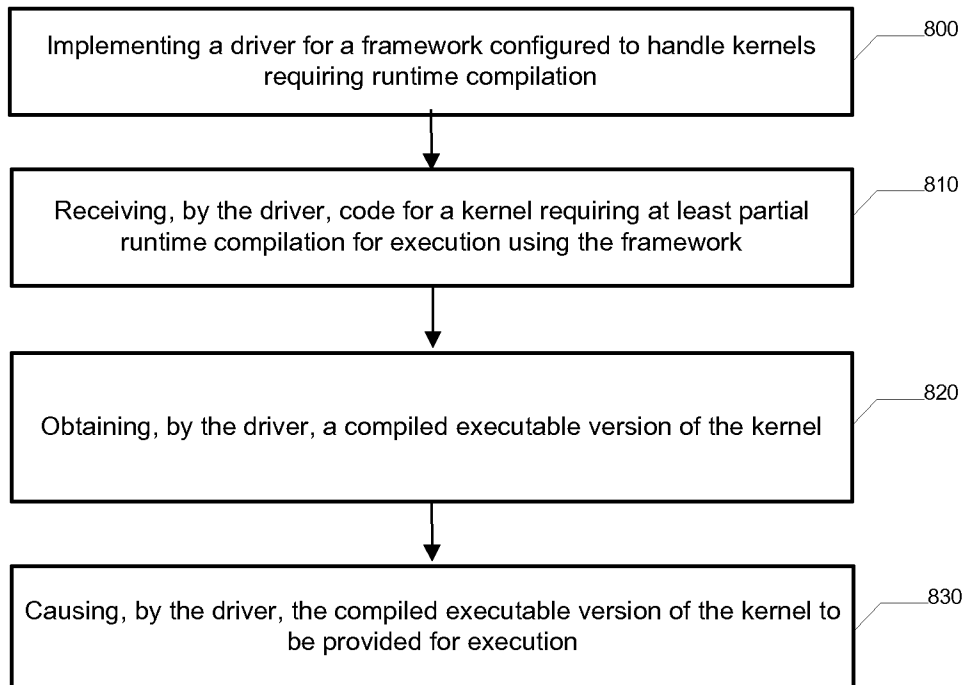 Implementing a driver for a framework configured to handle kernels
requiring runtime compilation
800
Receiving, by the driver, code for a kernel requiring at least partial
runtime compilation for execution using the framework
810
Obtaining, by the driver, a compiled executable version of the kernel
820
Causing, by the driver, the compiled executable version of the kernel to
be provided for execution
830